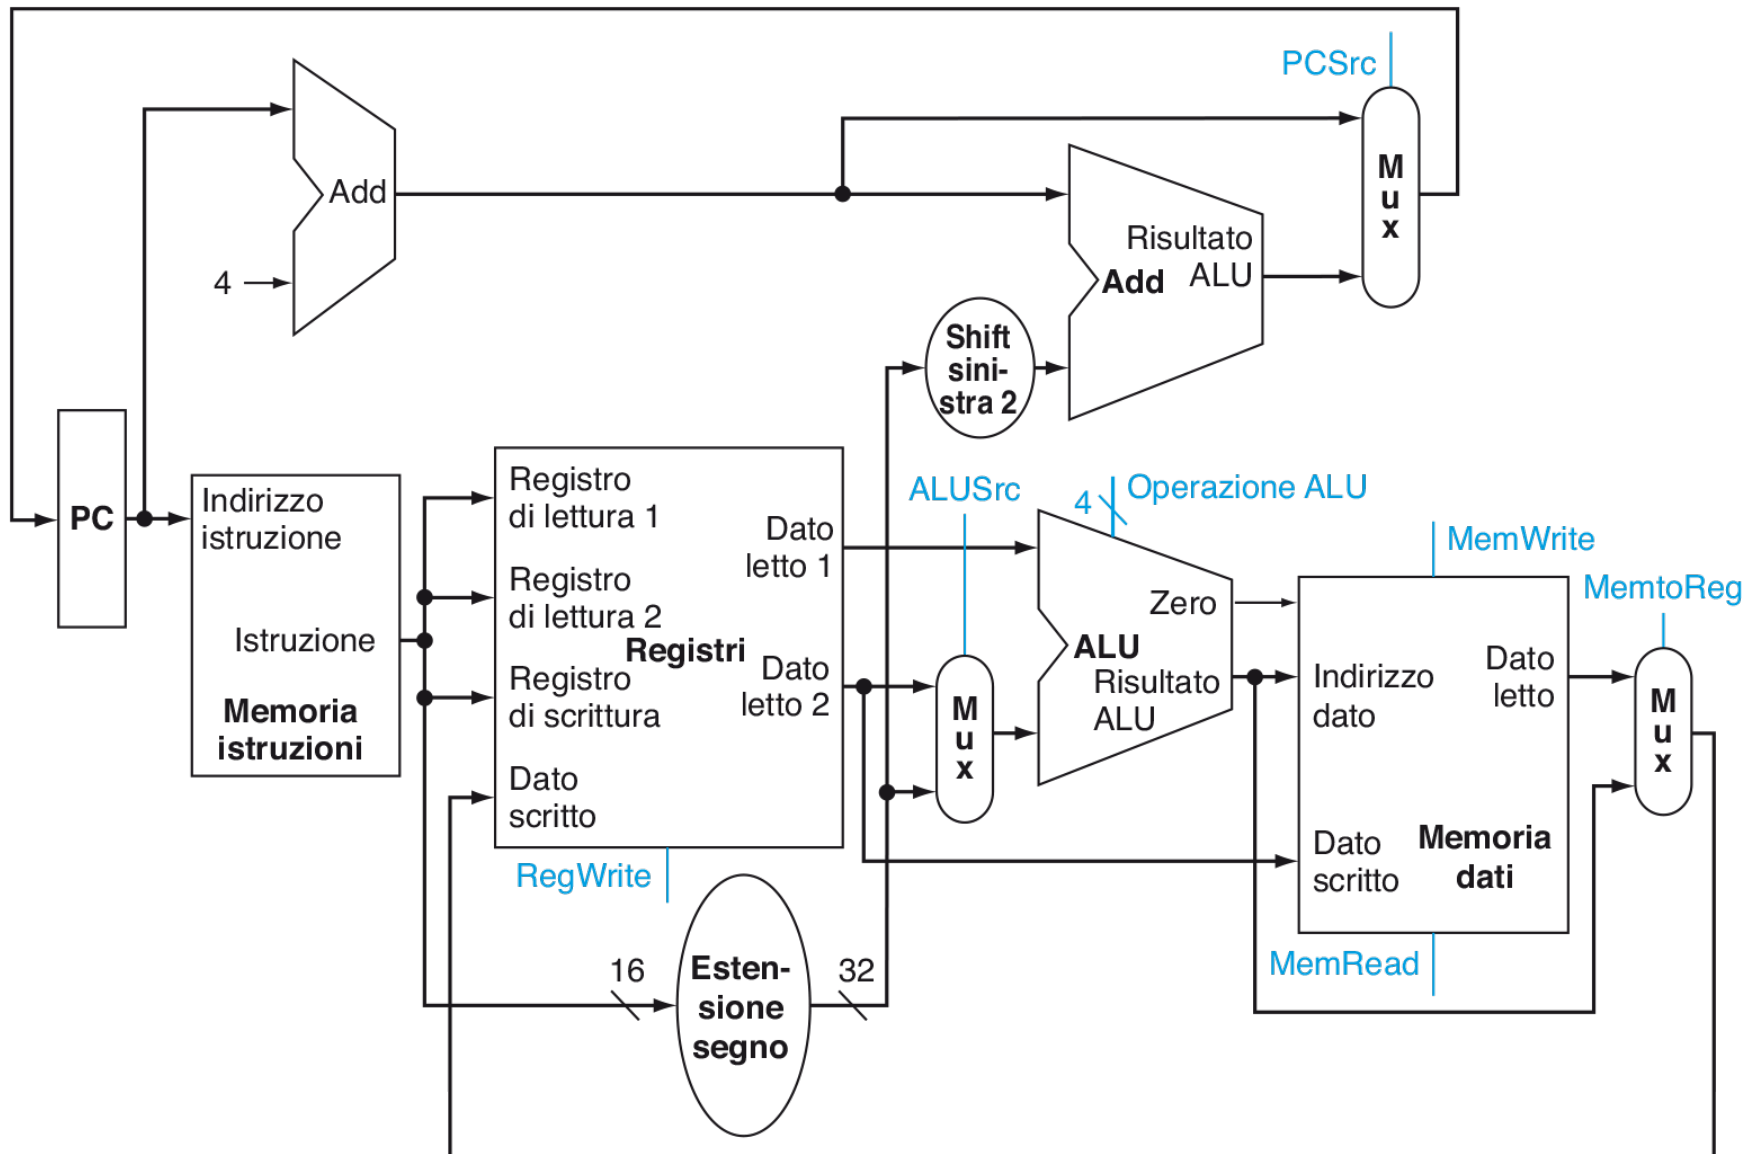 PCSrc
M
u
x
Add
4
Risultato
ALU
Add
Shift
sini-
stra 2
PC
Indirizzo
istruzione
Istruzione
Memoria
istruzioni
Registro
di lettura 1
Registro
di lettura 2
Registri
Registro
di scrittura
Dato
scritto
Dato
letto 1
Dato
letto 2
RegWrite
16
Esten-
sione
segno
32
ALUSrc
M
u
x
4
Operazione ALU
Zero
ALU
Risultato
ALU
MemWrite
MemtoReg
Indirizzo
dato
Dato
letto
Dato
scritto
Memoria
dati
MemRead
M
u
x